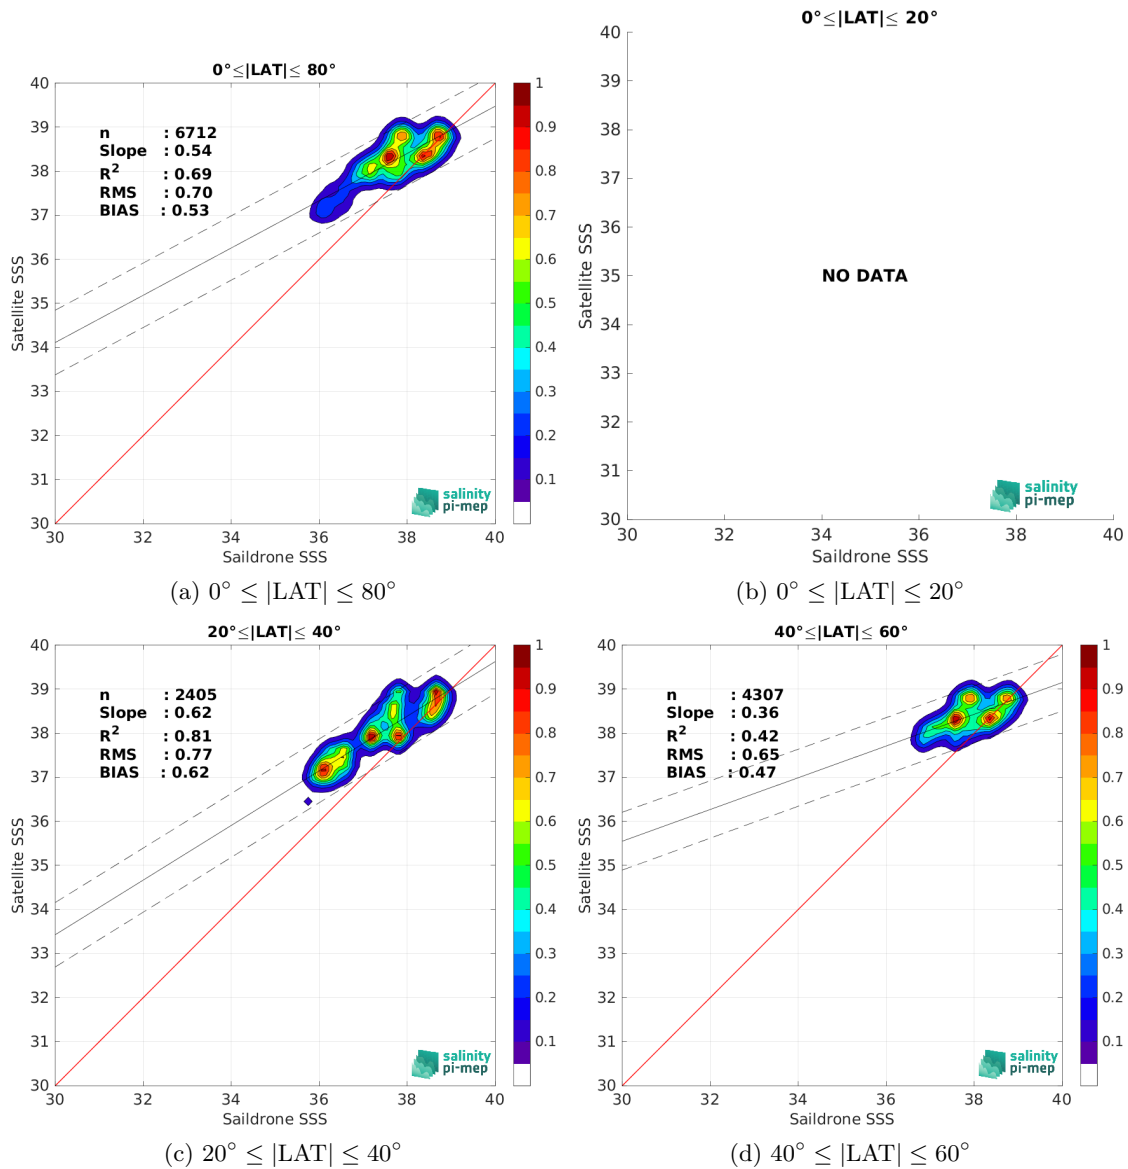 0°≤|LAT|≤ 80°
n : 6712
Slope : 0.54
R² : 0.69
RMS : 0.70
BIAS : 0.53
40
39
38
37
36
35
34
33
32
31
30
Satellite SSS
30 32 34 36 38 40
Saildrone SSS
1
0.9
0.8
0.7
0.6
0.5
0.4
0.3
0.2
0.1
salinity
pi-mep
(a) 0° ≤ |LAT| ≤ 80°
0°≤|LAT|≤ 20°
40
39
38
37
36
35
34
33
32
31
30
Satellite SSS
NO DATA
30 32 34 36 38 40
Saildrone SSS
salinity
pi-mep
(b) 0° ≤ |LAT| ≤ 20°
20°≤|LAT|≤ 40°
n : 2405
Slope : 0.62
R² : 0.81
RMS : 0.77
BIAS : 0.62
40
39
38
37
36
35
34
33
32
31
30
Satellite SSS
30 32 34 36 38 40
Saildrone SSS
1
0.9
0.8
0.7
0.6
0.5
0.4
0.3
0.2
0.1
salinity
pi-mep
(c) 20° ≤ |LAT| ≤ 40°
40°≤|LAT|≤ 60°
n : 4307
Slope : 0.36
R² : 0.42
RMS : 0.65
BIAS : 0.47
40
39
38
37
36
35
34
33
32
31
30
Satellite SSS
30 32 34 36 38 40
Saildrone SSS
1
0.9
0.8
0.7
0.6
0.5
0.4
0.3
0.2
0.1
salinity
pi-mep
(d) 40° ≤ |LAT| ≤ 60°